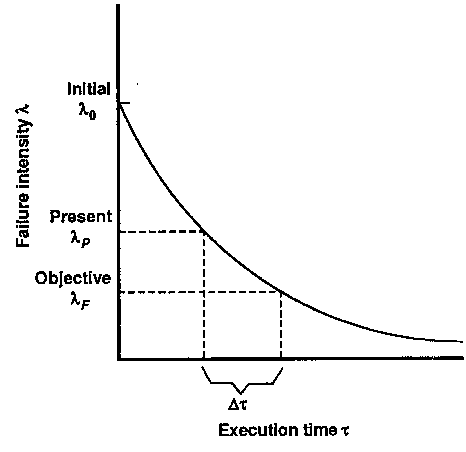 Failure intensity λ
Initial
λ0
Present
λP
Objective
λF
Δτ
Execution time τ